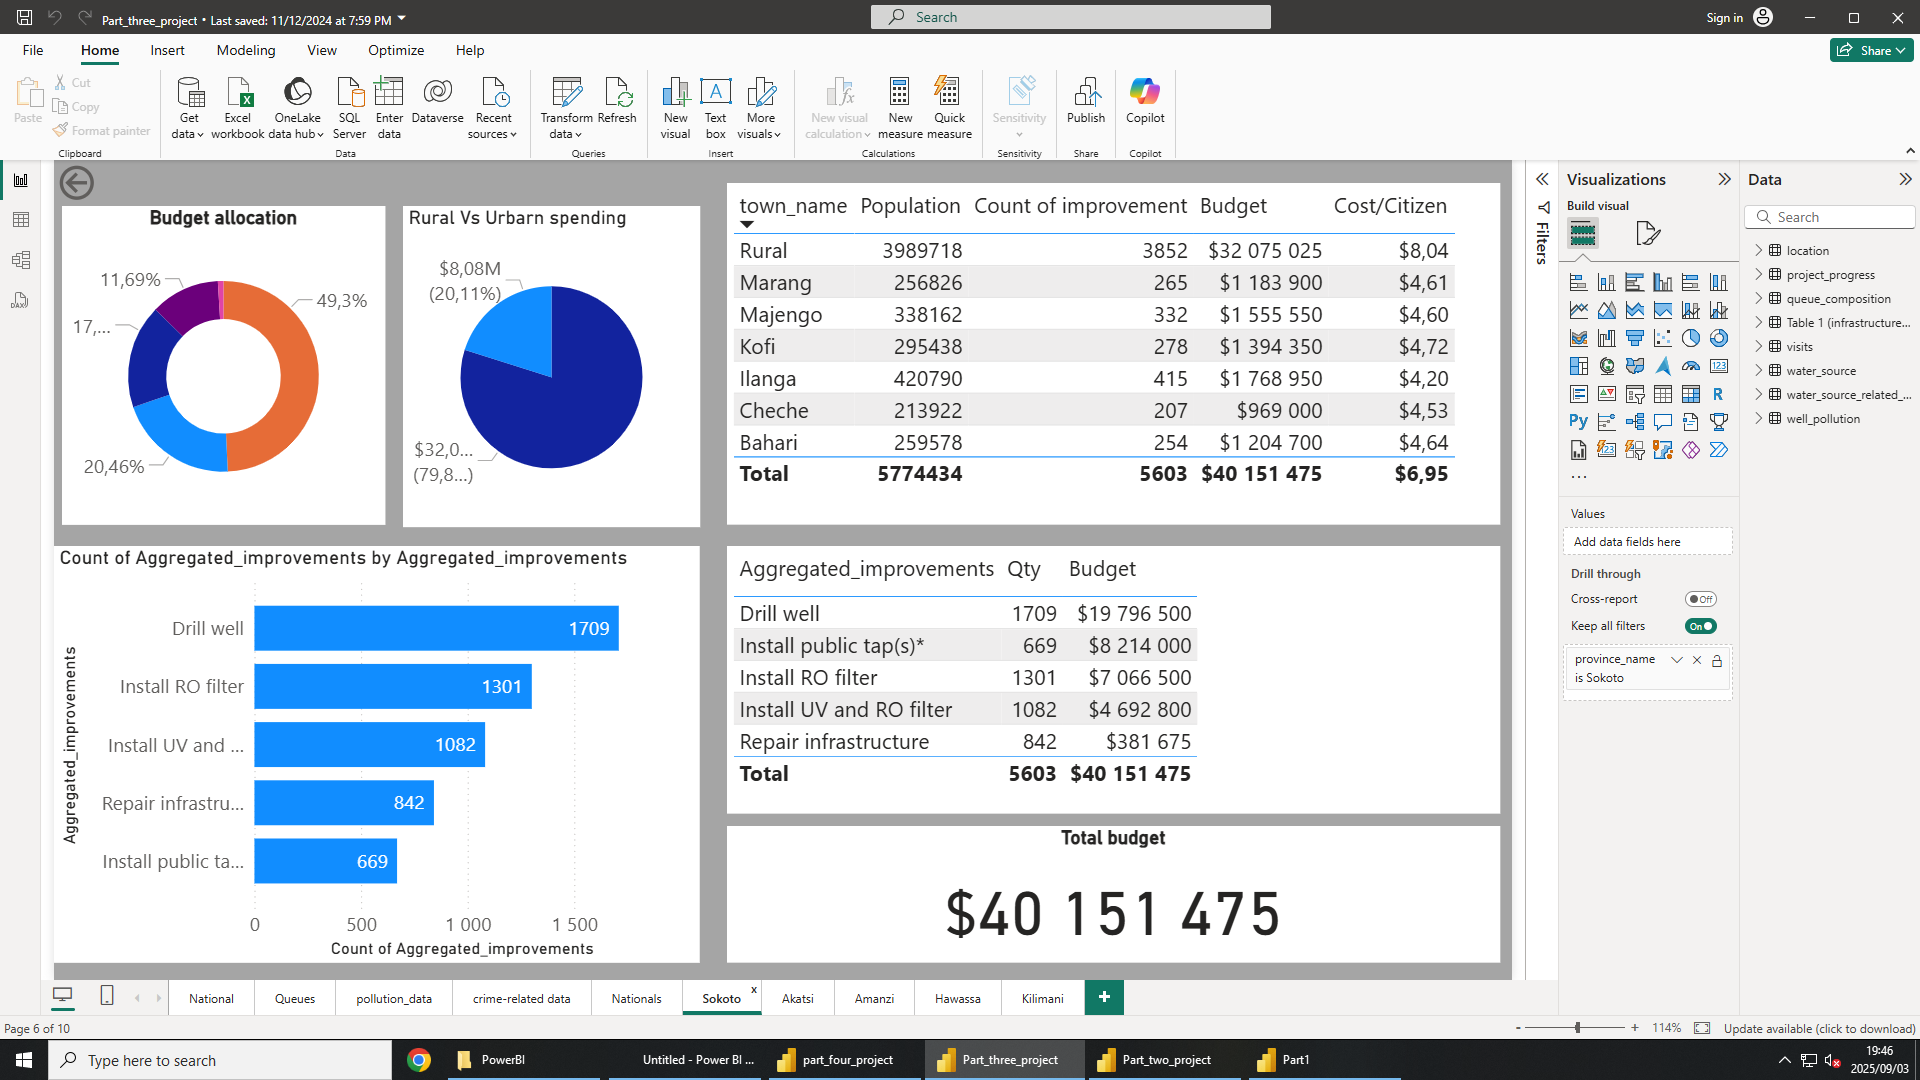 Part_three_project • Last saved: 11/12/2024 at 7:59 PM
Search
Sign in
File Home Insert Modeling View Optimize Help
Share
Paste
Cut
Copy
Format painter
Clipboard
Get data
Excel workbook
OneLake data hub
SQL Server
Enter data
Dataverse
Recent sources
Data
Transform data
Refresh
Queries
New visual
Text box
More visuals
Insert
New visual calculation
New measure
Quick measure
Calculations
Sensitivity
Sensitivity
Publish
Share
Copilot
Copilot
Budget allocation
11,69%
49,3%
17,...
20,46%
Rural Vs Urbarn spending
$8,08M
(20,11%)
$32,0...
(79,8...)
town_name Population Count of improvement Budget Cost/Citizen
Rural 3989718 3852 $32 075 025 $8,04
Marang 256826 265 $1 183 900 $4,61
Majengo 338162 332 $1 555 550 $4,60
Kofi 295438 278 $1 394 350 $4,72
Ilanga 420790 415 $1 768 950 $4,20
Cheche 213922 207 $969 000 $4,53
Bahari 259578 254 $1 204 700 $4,64
Total 5774434 5603 $40 151 475 $6,95
Count of Aggregated_improvements by Aggregated_improvements
Aggregated_improvements
Drill well 1709
Install RO filter 1301
Install UV and ... 1082
Repair infrastru... 842
Install public ta... 669
0 500 1 000 1 500
Count of Aggregated_improvements
Aggregated_improvements Qty Budget
Drill well 1709 $19 796 500
Install public tap(s)* 669 $8 214 000
Install RO filter 1301 $7 066 500
Install UV and RO filter 1082 $4 692 800
Repair infrastructure 842 $381 675
Total 5603 $40 151 475
Total budget
$40 151 475
Filters
Visualizations
Build visual
123
R
Py
...
Values
Add data fields here
Drill through
Cross-report Off
Keep all filters On
province_name
is Sokoto
Data
Search
location
project_progress
queue_composition
Table 1 (infrastructure...
visits
water_source
water_source_related_...
well_pollution
National Queues pollution_data crime-related data Nationals Sokoto x Akatsi Amanzi Hawassa Kilimani +
Page 6 of 10
- + 114% Update available (click to download)
Type here to search
PowerBI
Untitled - Power BI ...
part_four_project
Part_three_project
Part_two_project
Part1
19:46
2025/09/03